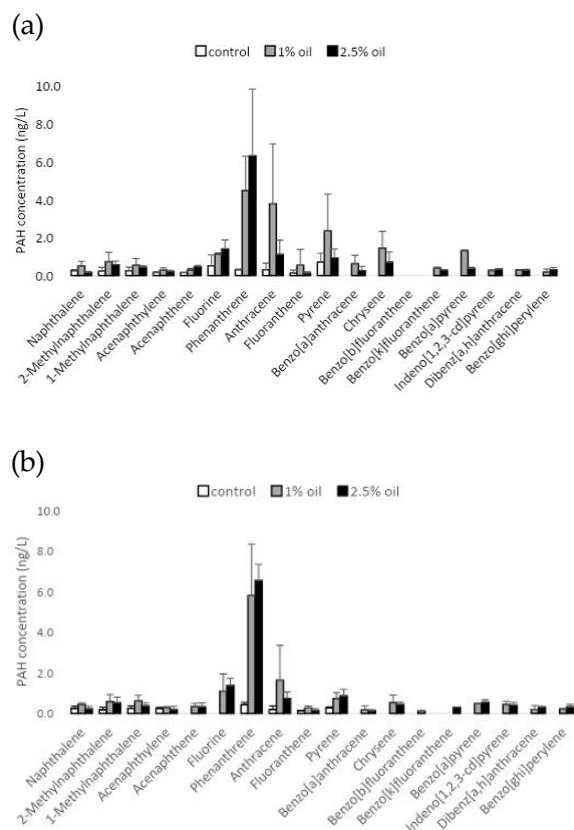 (a)
control 1% oil 2.5% oil
PAH concentration (ng/L)
10.0
8.0
6.0
4.0
2.0
0.0
Naphthalene
2-Methylnaphthalene
1-Methylnaphthalene
Acenaphthylene
Acenaphthene
Fluorine
Phenanthrene
Anthracene
Fluoranthene
Pyrene
Benzo[a]anthracene
Chrysene
Benzo[b]fluoranthene
Benzo[k]fluoranthene
Benzo[a]pyrene
Indeno[1,2,3-cd]pyrene
Dibenz[a,h]anthracene
Benzo[ghi]perylene
(b)
control 1% oil 2.5% oil
PAH concentration (ng/L)
10.0
8.0
6.0
4.0
2.0
0.0
Naphthalene
2-Methylnaphthalene
1-Methylnaphthalene
Acenaphthylene
Acenaphthene
Fluorine
Phenanthrene
Anthracene
Fluoranthene
Pyrene
Benzo[a]anthracene
Chrysene
Benzo[b]fluoranthene
Benzo[k]fluoranthene
Benzo[a]pyrene
Indeno[1,2,3-cd]pyrene
Dibenz[a,h]anthracene
Benzo[ghi]perylene